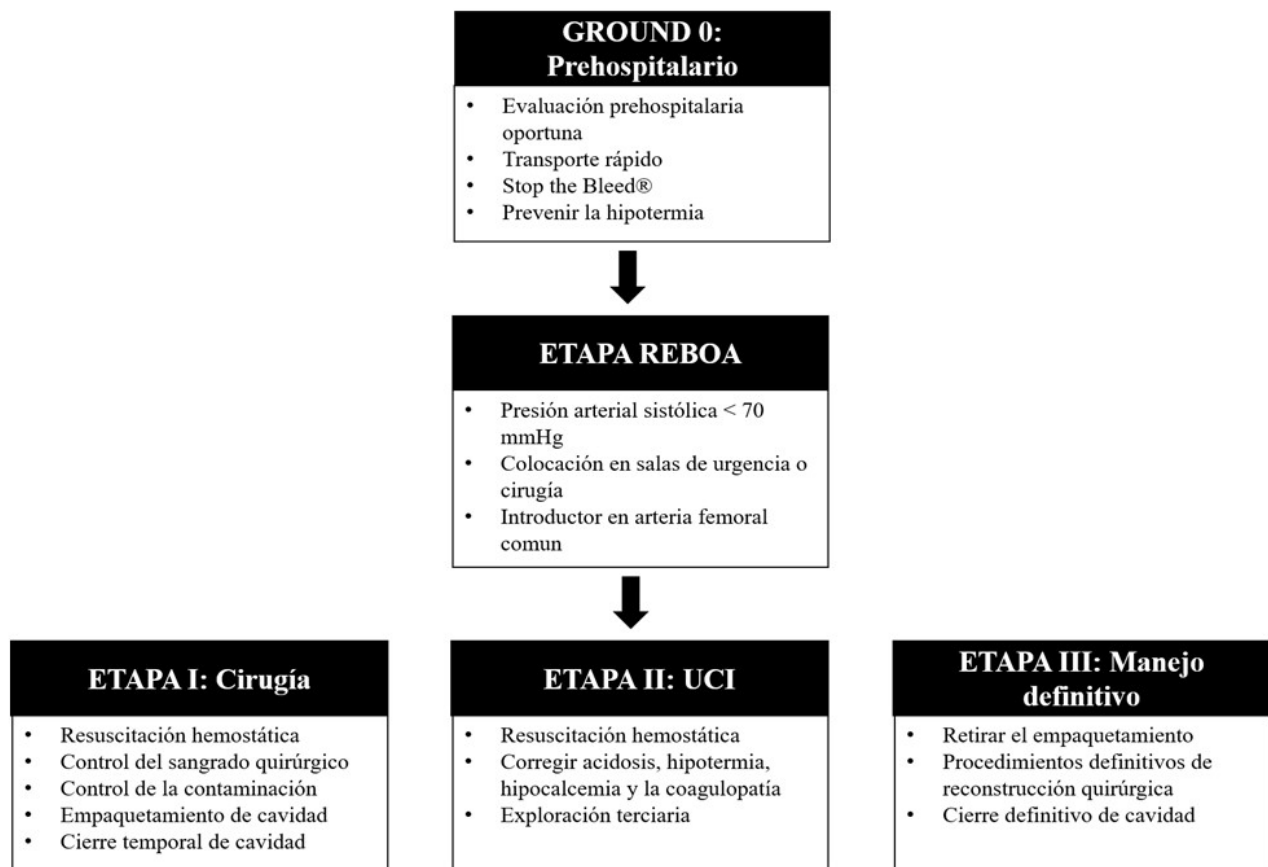 GROUND 0:
Prehospitalario
• Evaluación prehospitalaria
oportuna
• Transporte rápido
• Stop the Bleed®
• Prevenir la hipotermia
ETAPA REBOA
• Presión arterial sistólica < 70
mmHg
• Colocación en salas de urgencia o
cirugía
• Introductor en arteria femoral
comun
ETAPA I: Cirugía
• Resuscitación hemostática
• Control del sangrado quirúrgico
• Control de la contaminación
• Empaquetamiento de cavidad
• Cierre temporal de cavidad
ETAPA II: UCI
• Resuscitación hemostática
• Corregir acidosis, hipotermia,
hipocalcemia y la coagulopatía
• Exploración terciaria
ETAPA III: Manejo
definitivo
• Retirar el empaquetamiento
• Procedimientos definitivos de
reconstrucción quirúrgica
• Cierre definitivo de cavidad